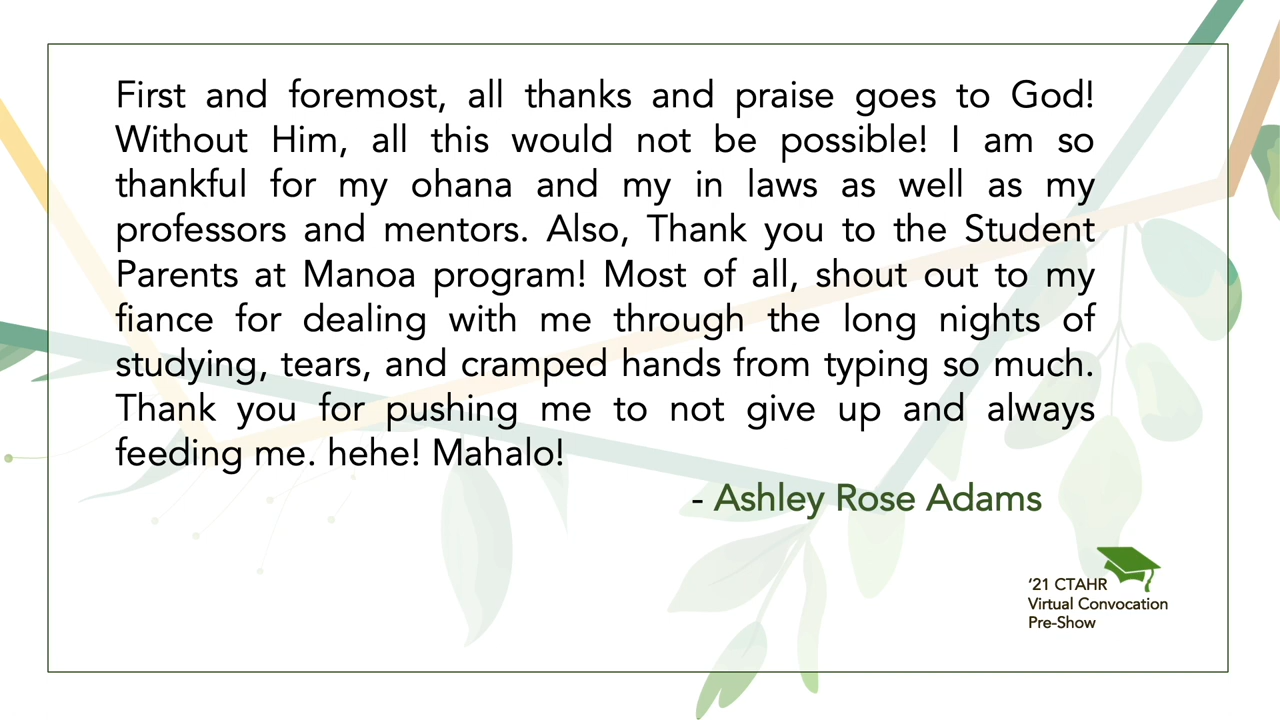 First and foremost, all thanks and praise goes to God!
Without Him, all this would not be possible! I am so
thankful for my ohana and my in laws as well as my
professors and mentors. Also, Thank you to the Student
Parents at Manoa program! Most of all, shout out to my
fiance for dealing with me through the long nights of
studying, tears, and cramped hands from typing so much.
Thank you for pushing me to not give up and always
feeding me. hehe! Mahalo!
- Ashley Rose Adams
‘21 CTAHR
Virtual Convocation
Pre-Show